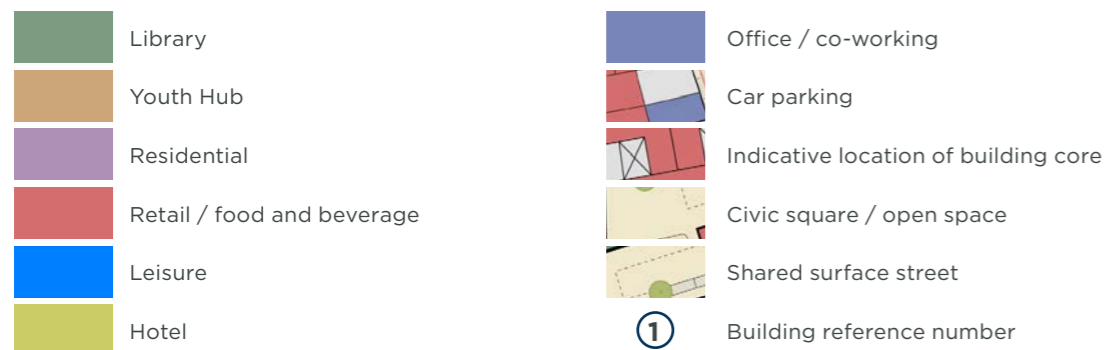 Library
Youth Hub
Residential
Retail / food and beverage
Leisure
Hotel
Office / co-working
Car parking
Indicative location of building core
Civic square / open space
Shared surface street
1 Building reference number